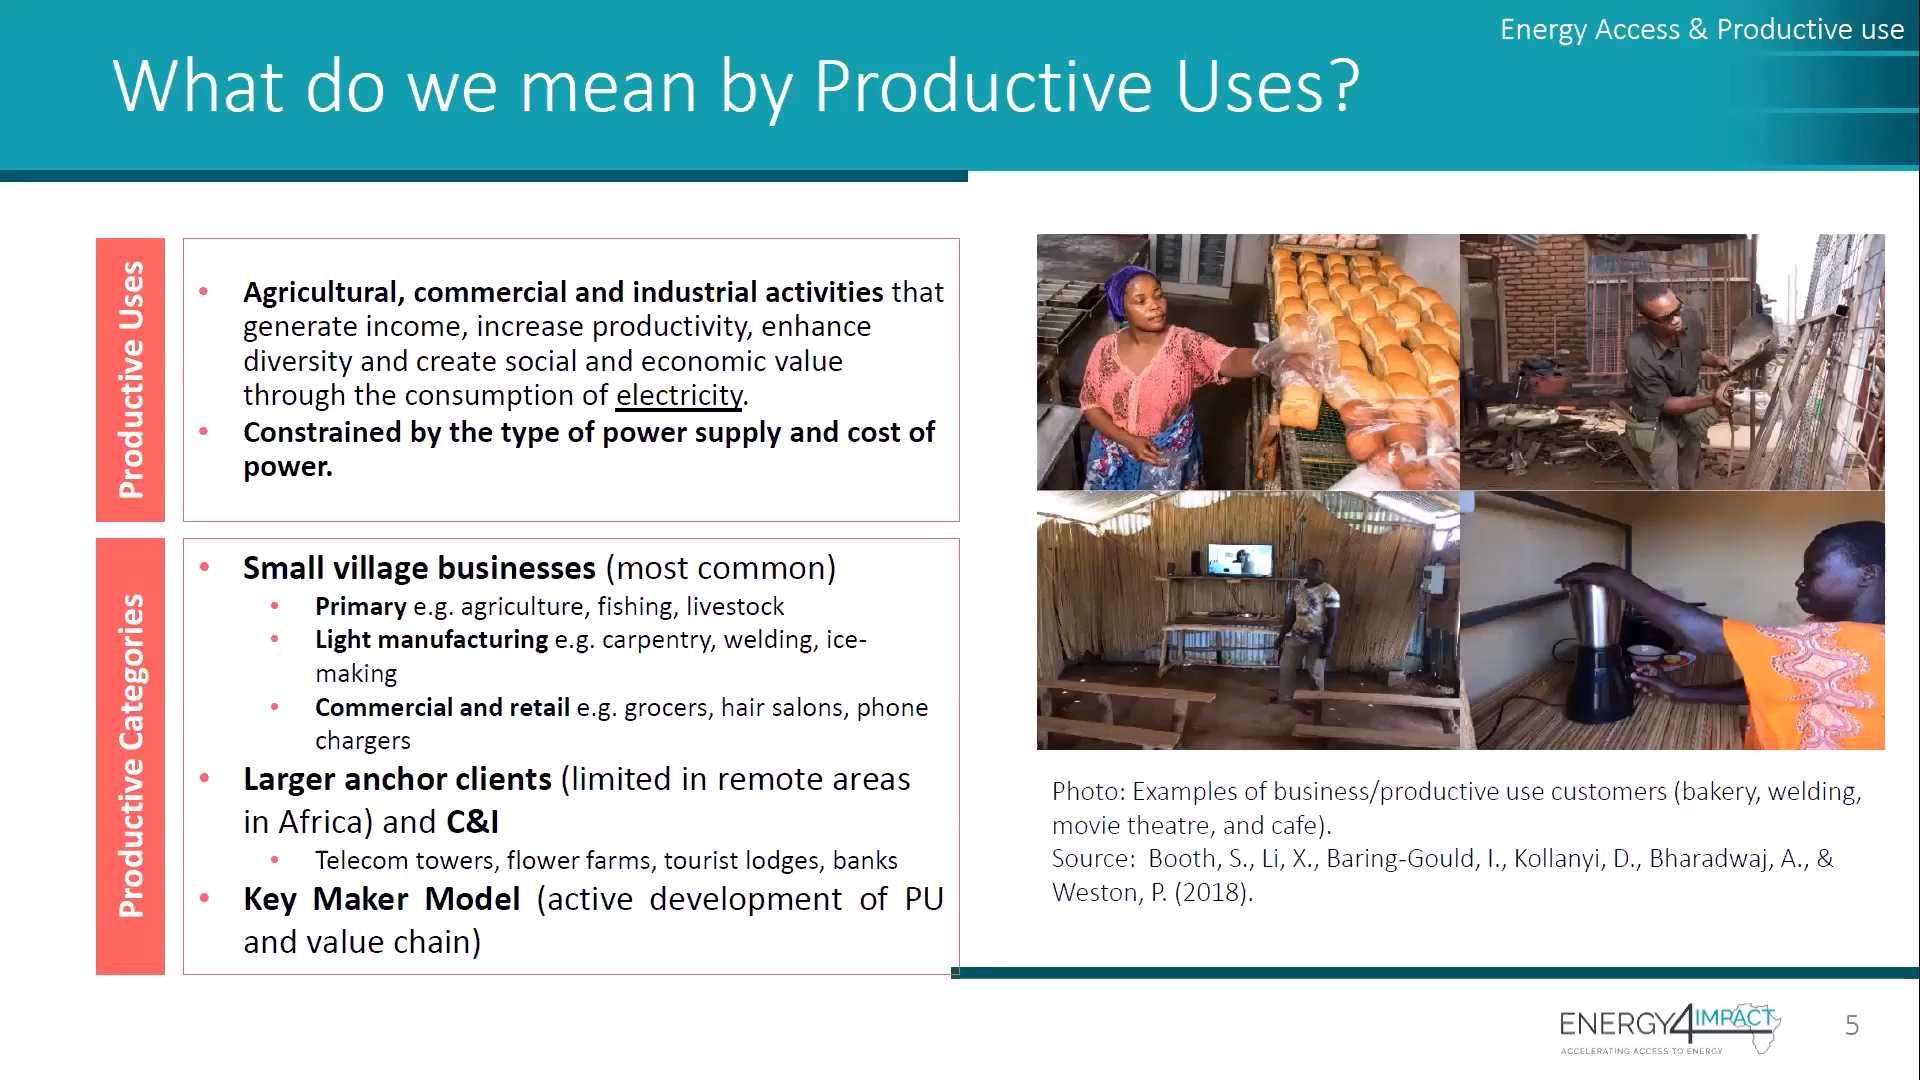 Energy Access & Productive use
What do we mean by Productive Uses?
Productive Uses
• Agricultural, commercial and industrial activities that
generate income, increase productivity, enhance
diversity and create social and economic value
through the consumption of electricity.
• Constrained by the type of power supply and cost of
power.
Productive Categories
• Small village businesses (most common)
• Primary e.g. agriculture, fishing, livestock
• Light manufacturing e.g. carpentry, welding, ice-
making
• Commercial and retail e.g. grocers, hair salons, phone
chargers
• Larger anchor clients (limited in remote areas
in Africa) and C&I
• Telecom towers, flower farms, tourist lodges, banks
• Key Maker Model (active development of PU
and value chain)
Photo: Examples of business/productive use customers (bakery, welding,
movie theatre, and cafe).
Source: Booth, S., Li, X., Baring-Gould, I., Kollanyi, D., Bharadwaj, A., &
Weston, P. (2018).
ENERGY4IMPACT
ACCELERATING ACCESS TO ENERGY
5